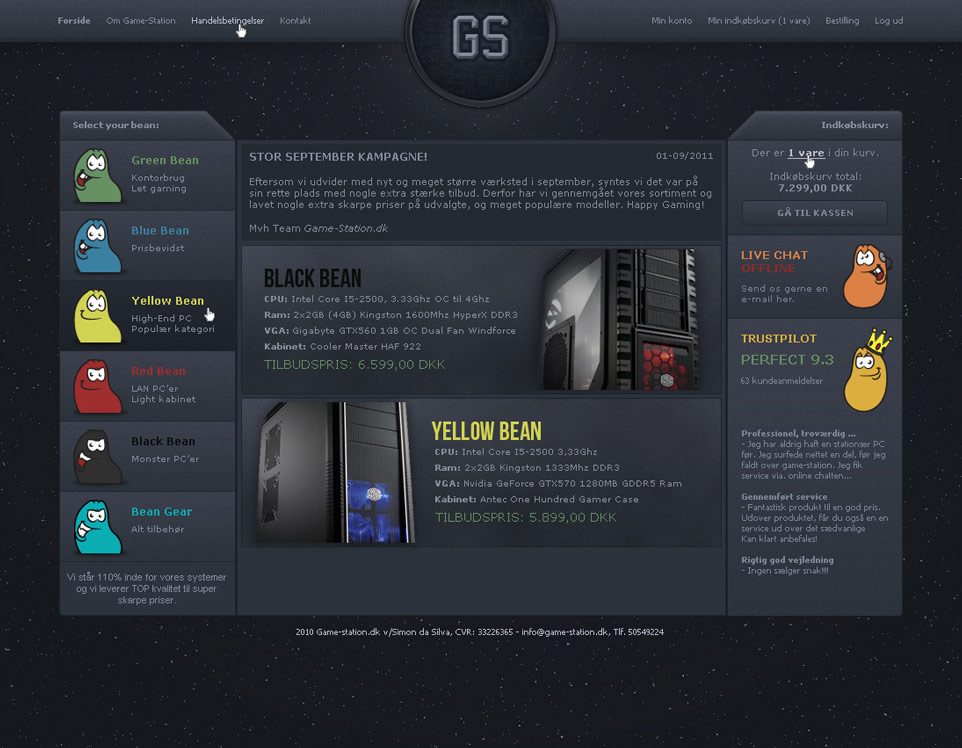 Forside Om Game-Station Handelsbetingelser Kontakt
GS
Min konto Min indkøbskurv (1 vare) Bestilling Log ud
Select your bean:
Green Bean
Kontorbrug
Let gaming
Blue Bean
Prisbevidst
Yellow Bean
High-End PC
Populær kategori
Red Bean
LAN PC'er
Light kabinet
Black Bean
Monster PC'er
Bean Gear
Alt tilbehør
Vi står 110% inde for vores systemer
og vi leverer TOP kvalitet til super
skarpe priser.
STOR SEPTEMBER KAMPAGNE! 01-09/2011
Eftersom vi udvider med nyt og meget større værksted i september, syntes vi det var på
sin rette plads med nogle extra stærke tilbud. Derfor har vi gennemgået vores sortiment og
lavet nogle extra skarpe priser på udvalgte, og meget populære modeller. Happy Gaming!
Mvh Team Game-Station.dk
BLACK BEAN
CPU: Intel Core I5-2500, 3.33Ghz OC til 4Ghz
Ram: 2x2GB (4GB) Kingston 1600Mhz HyperX DDR3
VGA: Gigabyte GTX560 1GB OC Dual Fan Windforce
Kabinet: Cooler Master HAF 922
TILBUDSPRIS: 6.599,00 DKK
YELLOW BEAN
CPU: Intel Core I5-2500 3,33Ghz
Ram: 2x2GB Kingston 1333Mhz DDR3
VGA: Nvidia GeForce GTX570 1280MB GDDR5 Ram
Kabinet: Antec One Hundred Gamer Case
TILBUDSPRIS: 5.899,00 DKK
Indkøbskurv:
Der er 1 vare i din kurv.
Indkøbskurv total:
7.299,00 DKK
GÅ TIL KASSEN
LIVE CHAT
OFFLINE
Send os gerne en
e-mail her.
TRUSTPILOT
PERFECT 9.3
63 kundeanmeldelser
Professionel, troværdig ...
- Jeg har aldrig haft en stationær PC
før. Jeg surfede nettet en del, før jeg
faldt over game-station. Jeg fik
service via. online chatten...
Gennemført service
- Fantastisk produkt til en god pris.
Udover produktet, får du også en en
service ud over det sædvanlige
Kan klart anbefales!
Rigtig god vejledning
- Ingen sælger snak!!!!
2010 Game-station.dk v/Simon da Silva, CVR: 33226365 - info@game-station.dk, Tlf. 50549224